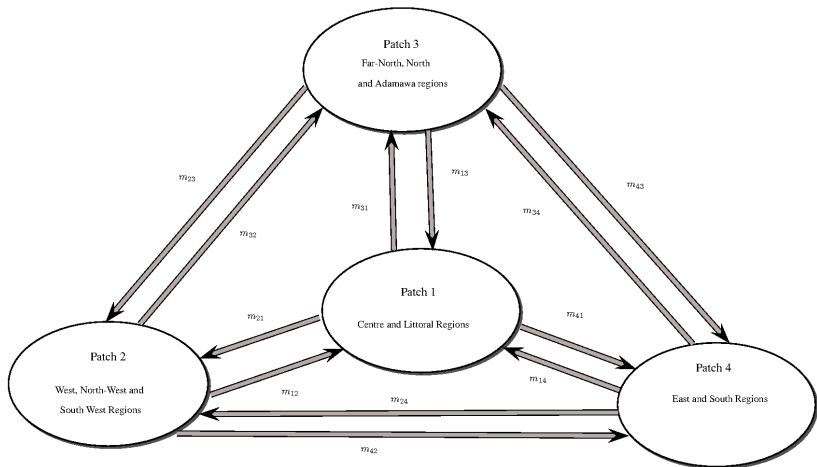 Patch 3
Far-North, North
and Adamawa regions
m23
m13
m43
m31
m34
m32
Patch 1
Centre and Littoral Regions
m21
m41
Patch 2
West, North-West and
South West Regions
m12
m24
m14
Patch 4
East and South Regions
m42